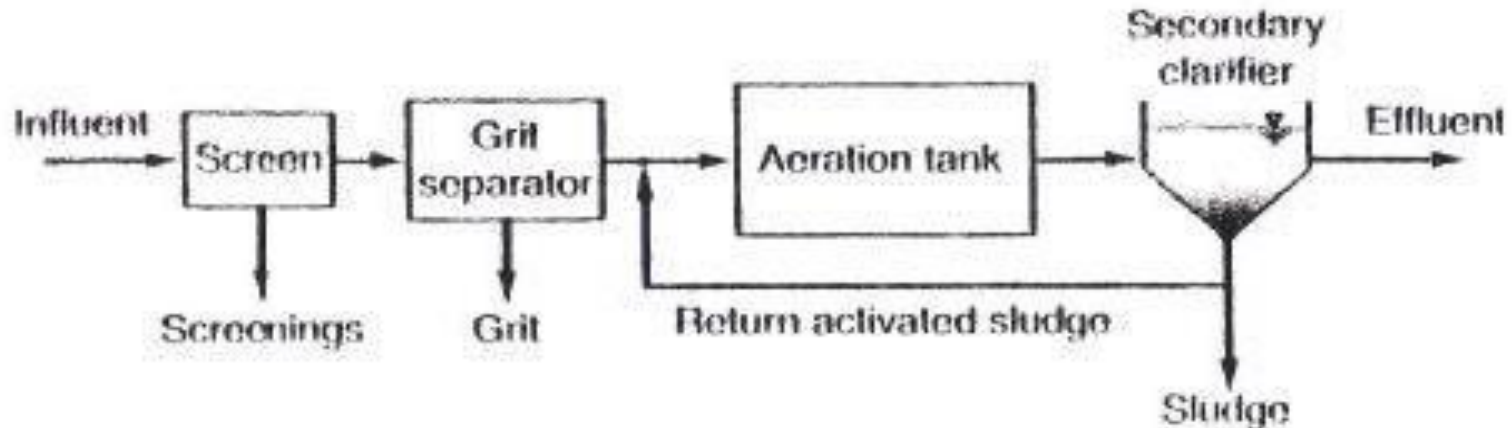 Secondary
clarifier
Influent
Screen
Grit
separator
Aeration tank
Effluent
Screenings
Grit
Return activated sludge
Sludge